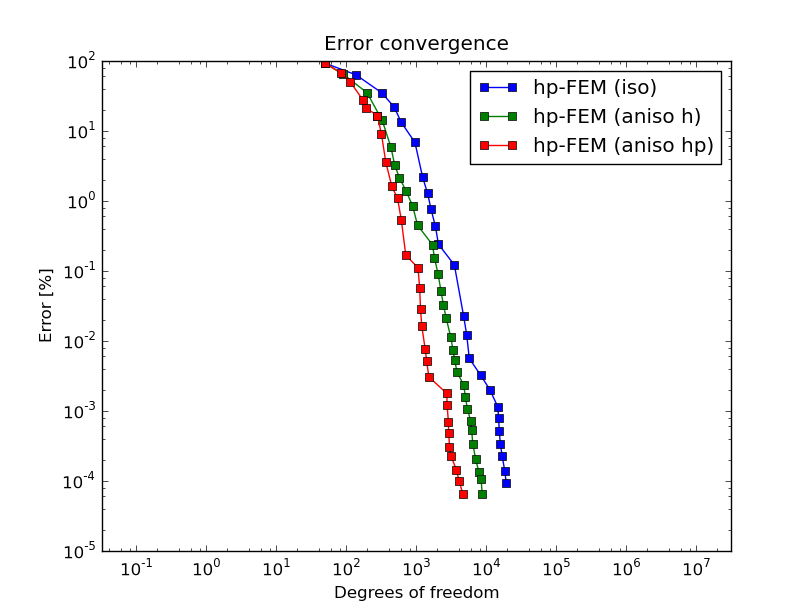 Error convergence
hp-FEM (iso)
hp-FEM (aniso h)
hp-FEM (aniso hp)
Error [%]
10^2
10^1
10^0
10^-1
10^-2
10^-3
10^-4
10^-5
10^-1 10^0 10^1 10^2 10^3 10^4 10^5 10^6 10^7
Degrees of freedom